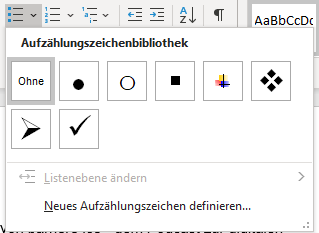 AaBbCcDc
Aufzählungszeichenbibliothek
Ohne
Listenebene ändern
Neues Aufzählungszeichen definieren...